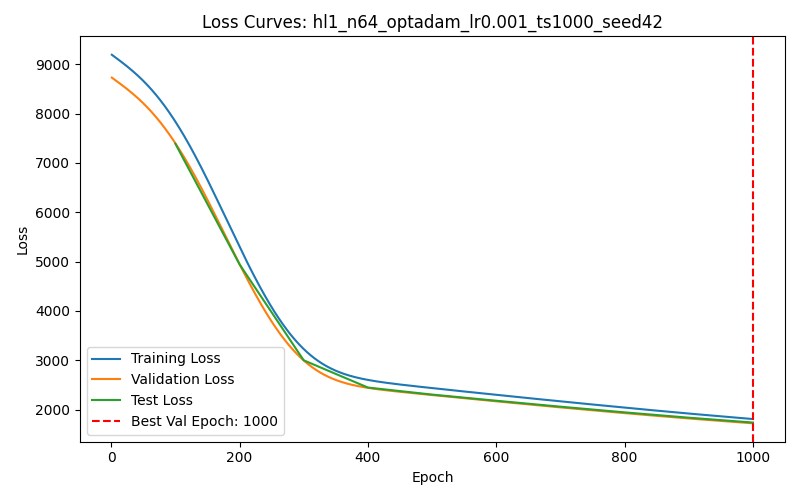 Loss Curves: hl1_n64_optadam_lr0.001_ts1000_seed42
9000
8000
7000
6000
5000
4000
3000
2000
Loss
Training Loss
Validation Loss
Test Loss
Best Val Epoch: 1000
0
200
400
600
800
1000
Epoch